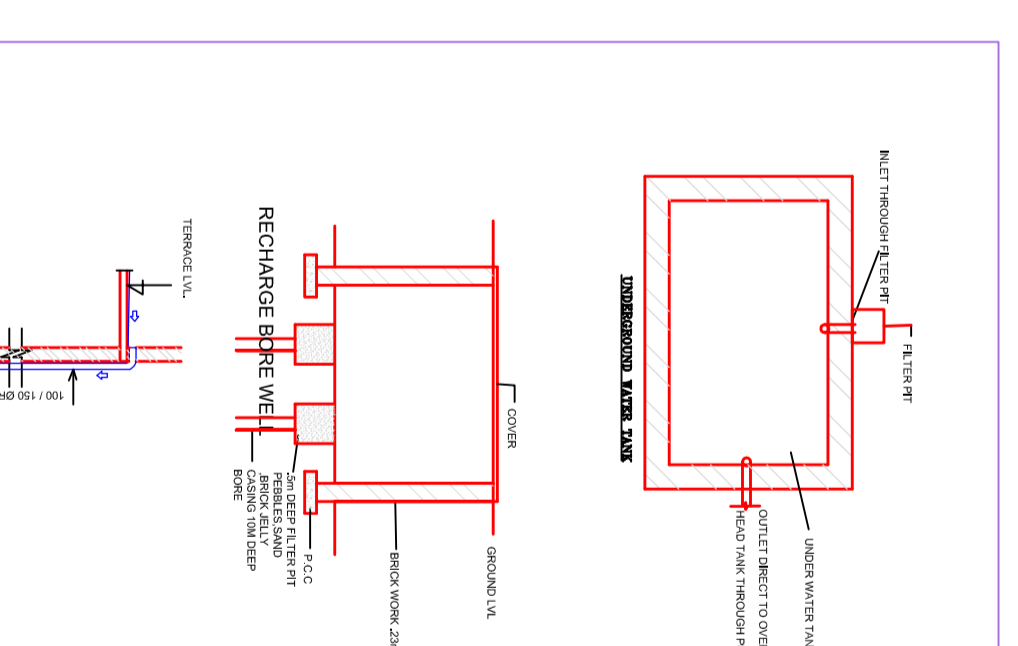 INLET THROUGH FILTER PIT
FILTER PIT
UNDERGROUND WATER TANK
UNDER WATER TAN
OUTLET DIRECT TO OVE
HEAD TANK THROUGH P
COVER
GROUND LVL
BRICK WORK .23
P.C.C
.5m DEEP FILTER PIT
PEBBLES,SAND
,BRICK JELLY
CASING 10M DEEP
BORE
RECHARGE BORE WELL
TERRACE LVL.
100 / 150 Ø